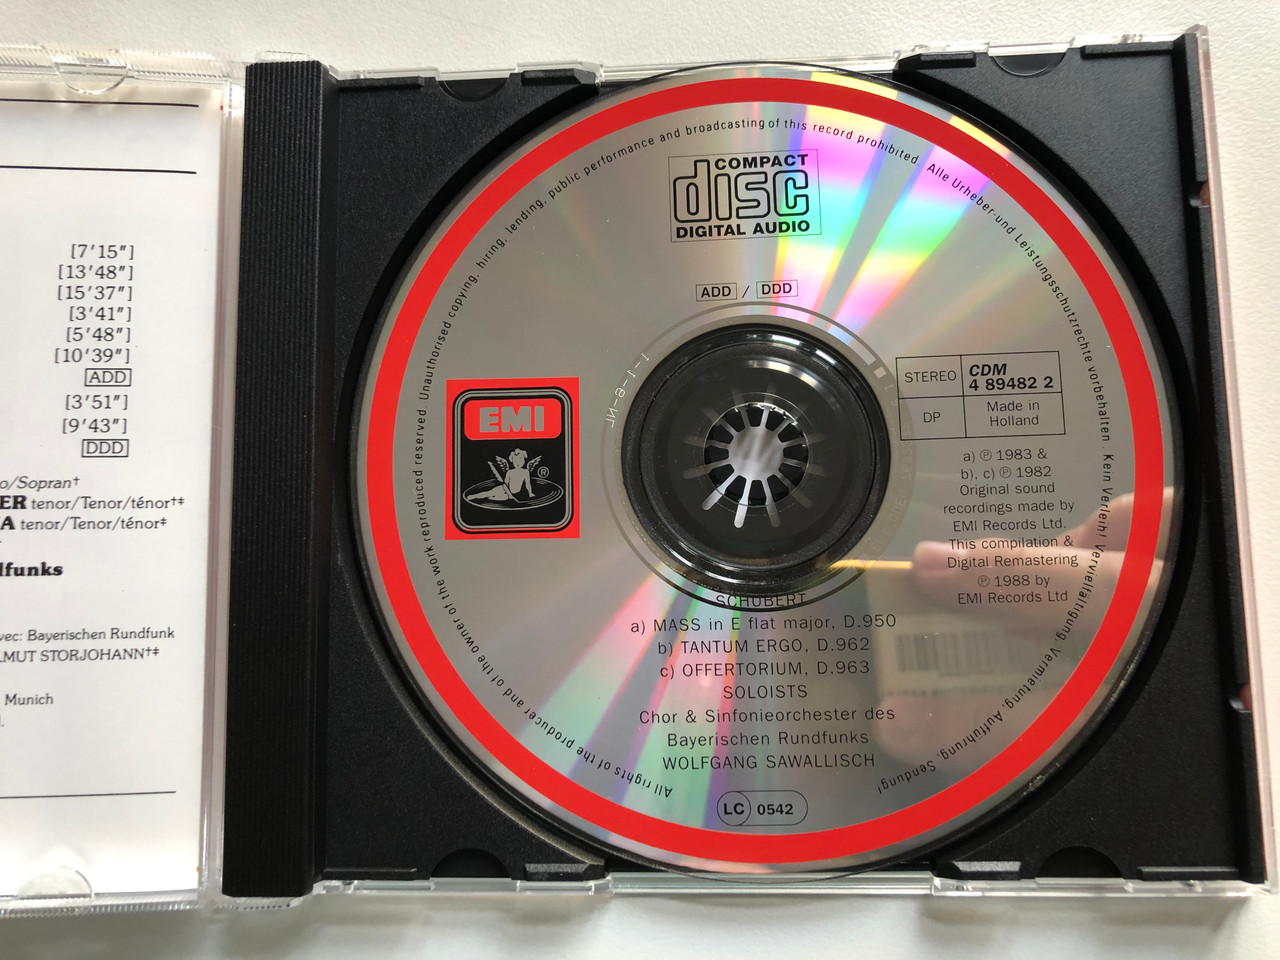 [7'15"]
[13'48"]
[15'37"]
[3'41"]
[5'48"]
[10'39"]
ADD
[3'51"]
[9'43"]
DDD
o/Sopran†
ER tenor/Tenor/ténor†‡
A tenor/Tenor/ténor‡
lfunks
vec: Bayerischen Rundfunk
LMUT STORJOHANN†‡
Munich
All rights of the producer and of the owner of the work reproduced reserved. Unauthorised copying, hiring, lending, public performance and broadcasting of this record prohibited. Alle Urheber-und Leistungsschutzrechte vorbehalten. Kein Verleih! Vervielfältigung, Vermietung, Aufführung, Sendung!
COMPACT
disc
DIGITAL AUDIO
ADD / DDD
EMI
®
STEREO
CDM
4 89482 2
DP
Made in
Holland
a) ℗ 1983 &
b), c) ℗ 1982
Original sound
recordings made by
EMI Records Ltd.
This compilation &
Digital Remastering
℗ 1988 by
EMI Records Ltd
SCHUBERT
a) MASS in E flat major, D.950
b) TANTUM ERGO, D.962
c) OFFERTORIUM, D.963
SOLOISTS
Chor & Sinfonieorchester des
Bayerischen Rundfunks
WOLFGANG SAWALLISCH
LC 0542